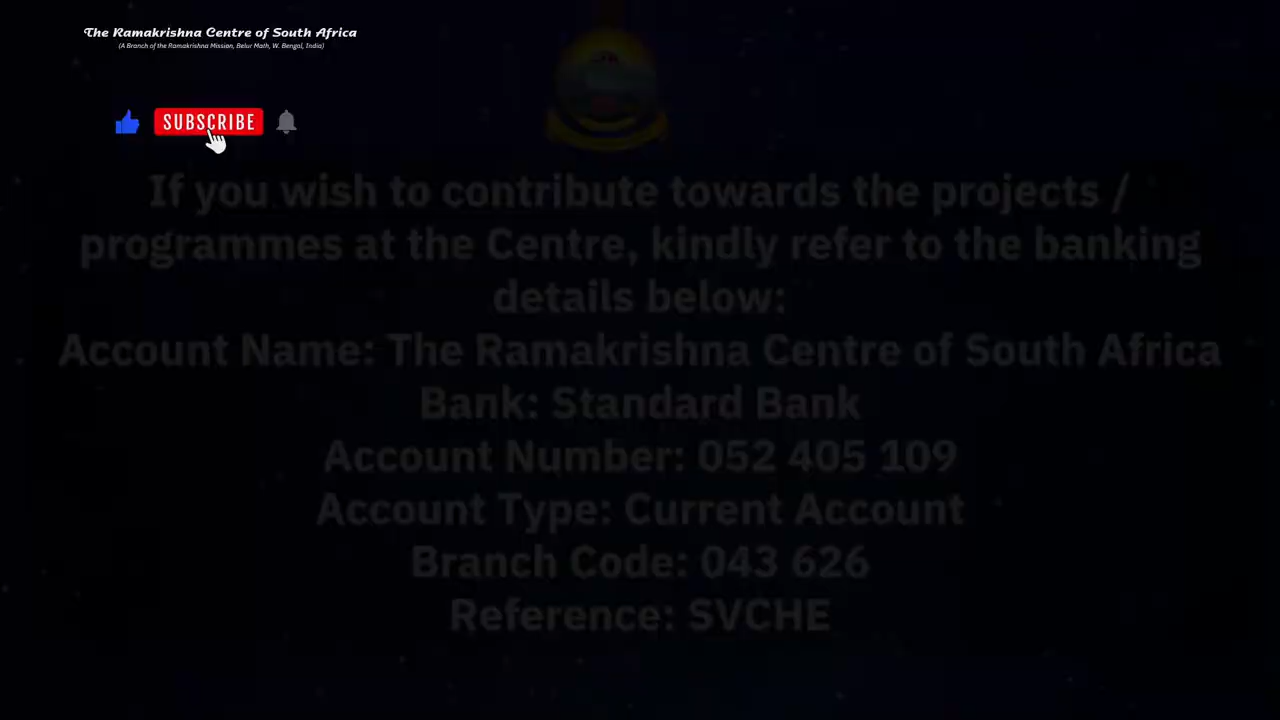 The Ramakrishna Centre of South Africa
(A Branch of the Ramakrishna Mission, Belur Math, W. Bengal, India)
SUBSCRIBE
If you wish to contribute towards the projects /
programmes at the Centre, kindly refer to the banking
details below:
Account Name: The Ramakrishna Centre of South Africa
Bank: Standard Bank
Account Number: 052 405 109
Account Type: Current Account
Branch Code: 043 626
Reference: SVCHE